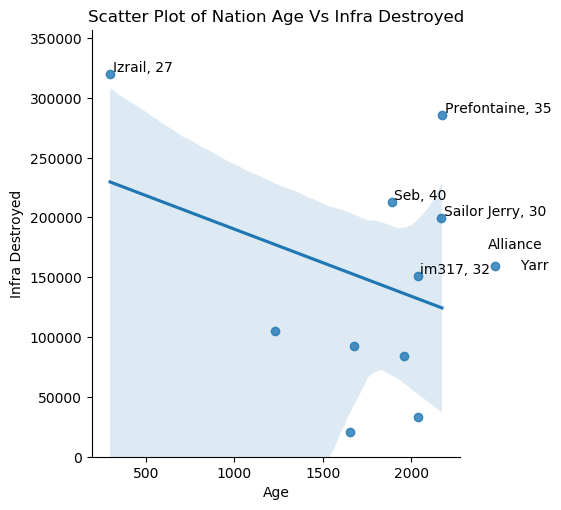 Scatter Plot of Nation Age Vs Infra Destroyed
350000
300000
250000
200000
150000
100000
50000
0
Infra Destroyed
Izrail, 27
Prefontaine, 35
Seb, 40
Sailor Jerry, 30
im317, 32
Alliance
Yarr
500
1000
1500
2000
Age